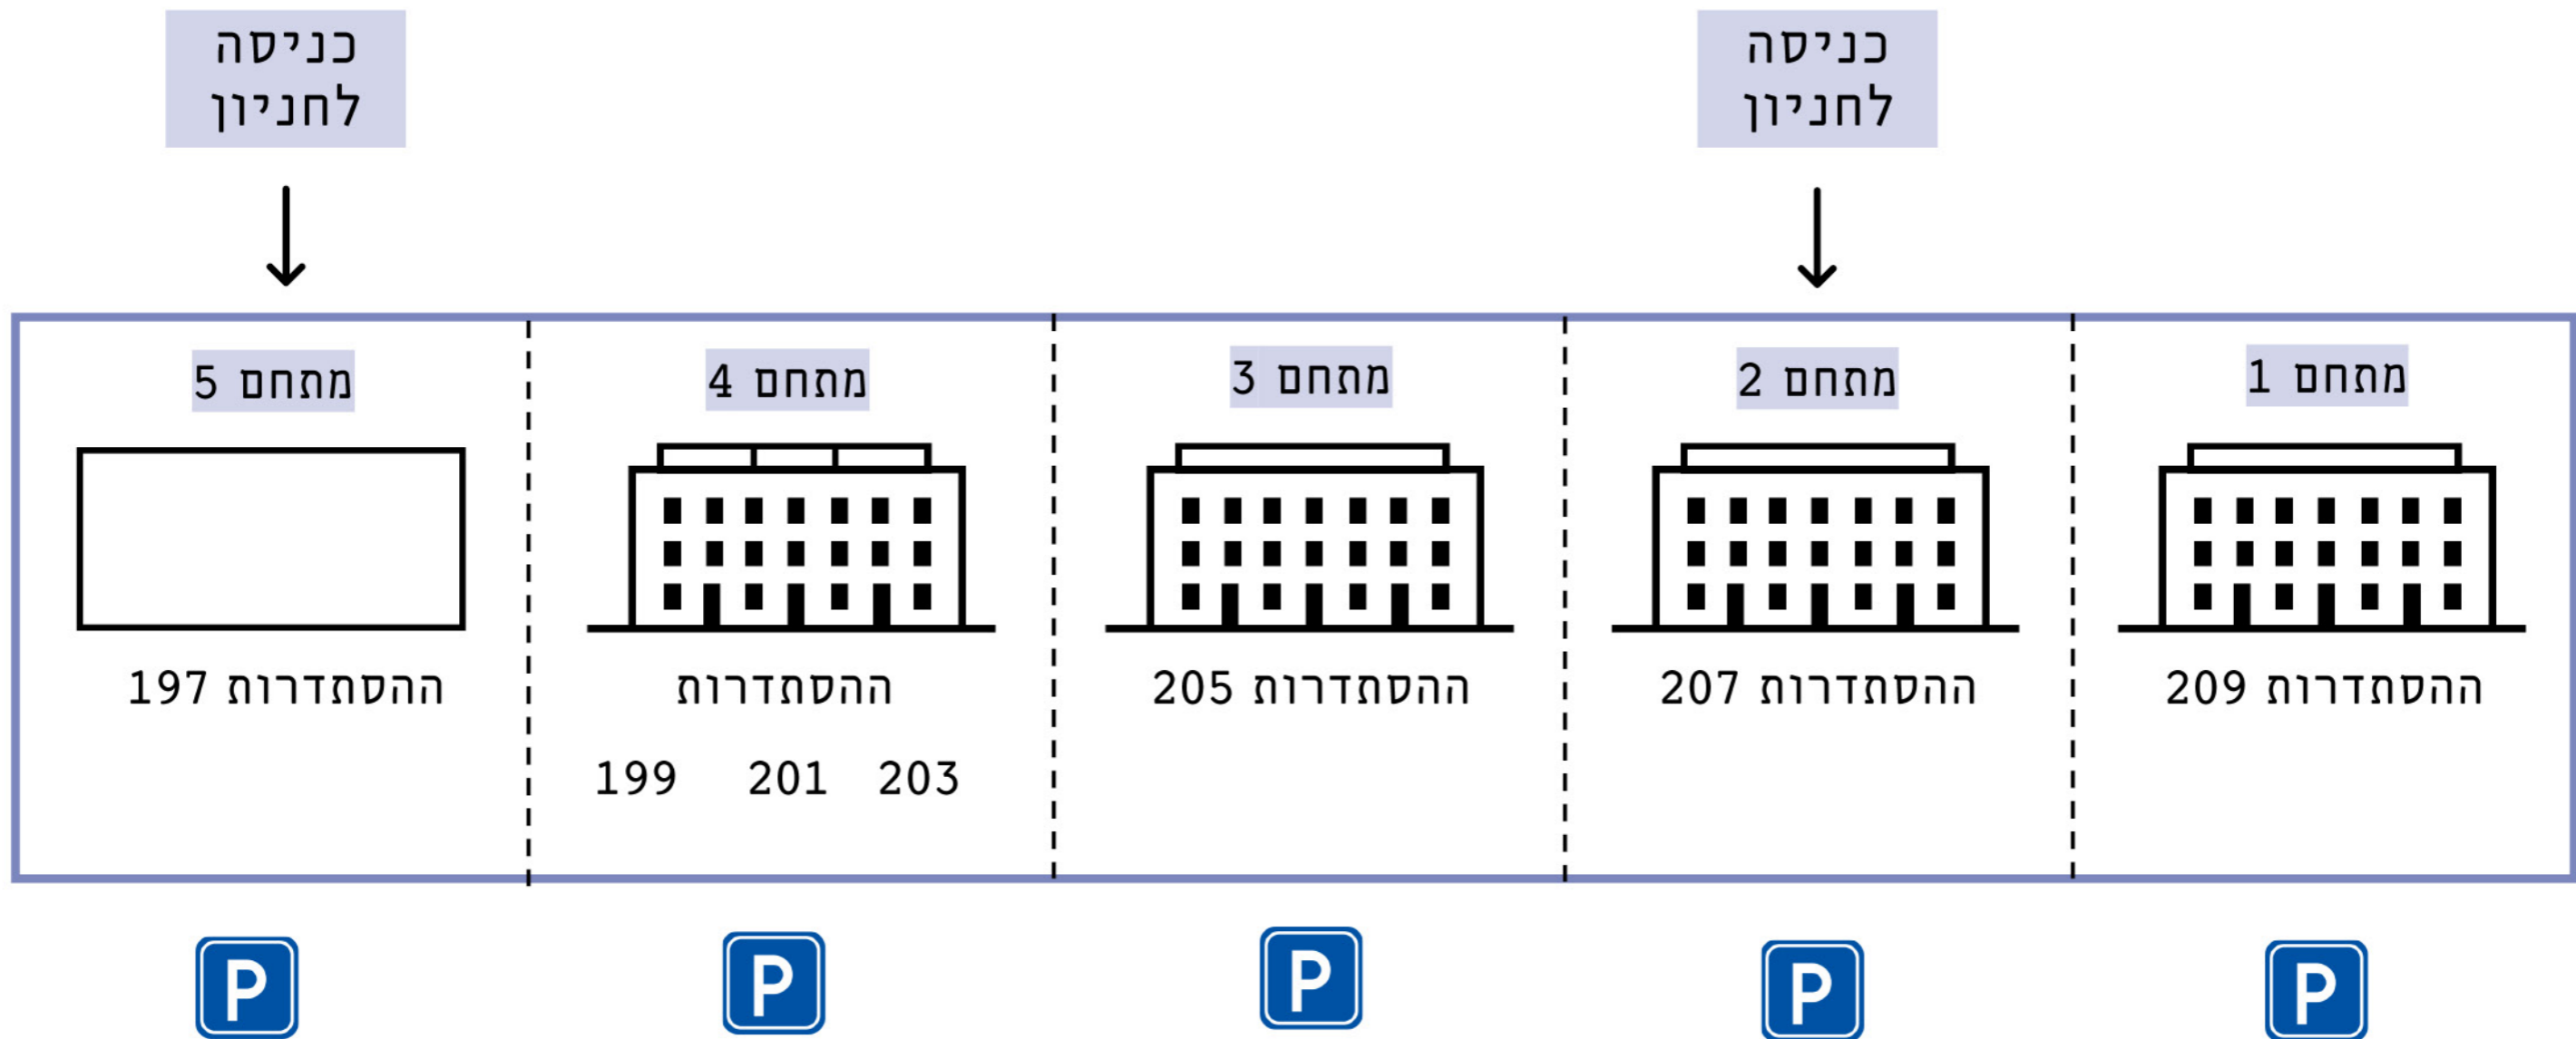 כניסה
לחניון
כניסה
לחניון
מתחם 1
מתחם 2
מתחם 3
מתחם 4
מתחם 5
ההסתדרות 209
ההסתדרות 207
ההסתדרות 205
ההסתדרות
203
201
199
ההסתדרות 197
P
P
P
P
P